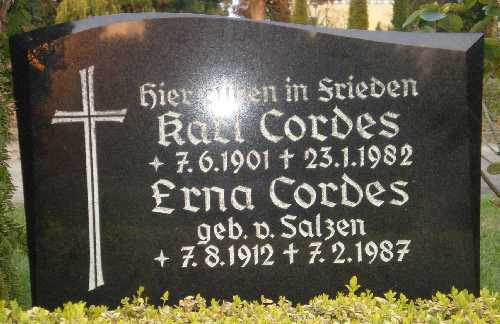 Hier ruhen in Frieden
Karl Cordes
+ 7.6.1901 † 23.1.1982
Erna Cordes
geb. v. Salzen
+ 7.8.1912 † 7.2.1987